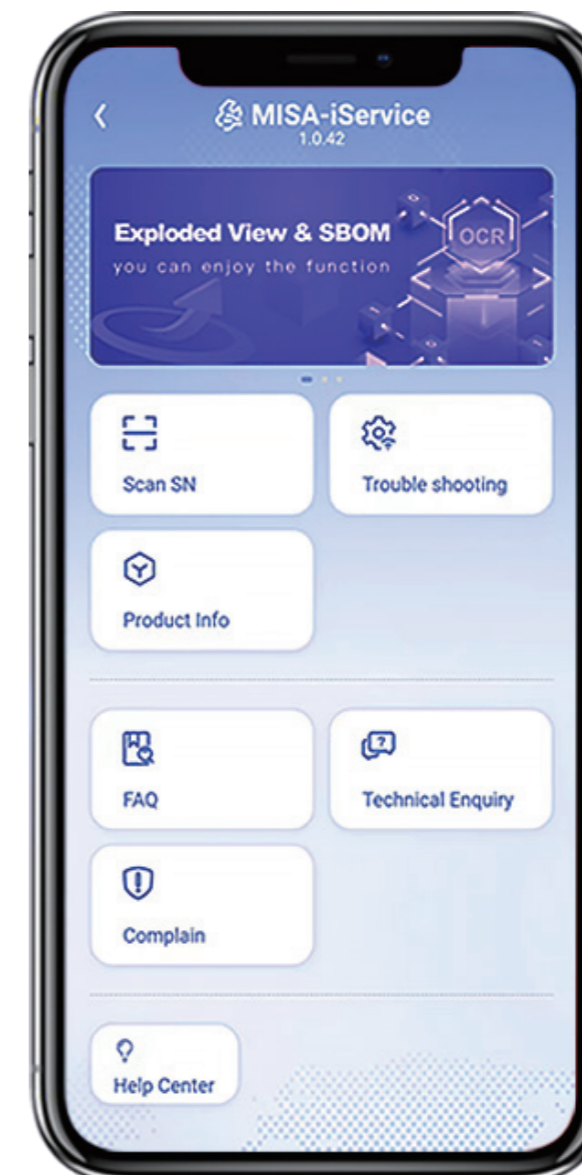 MISA-iService
1.0.42
Exploded View & SBOM
you can enjoy the function
OCR
Scan SN
Trouble shooting
Product Info
FAQ
Technical Enquiry
Complain
Help Center